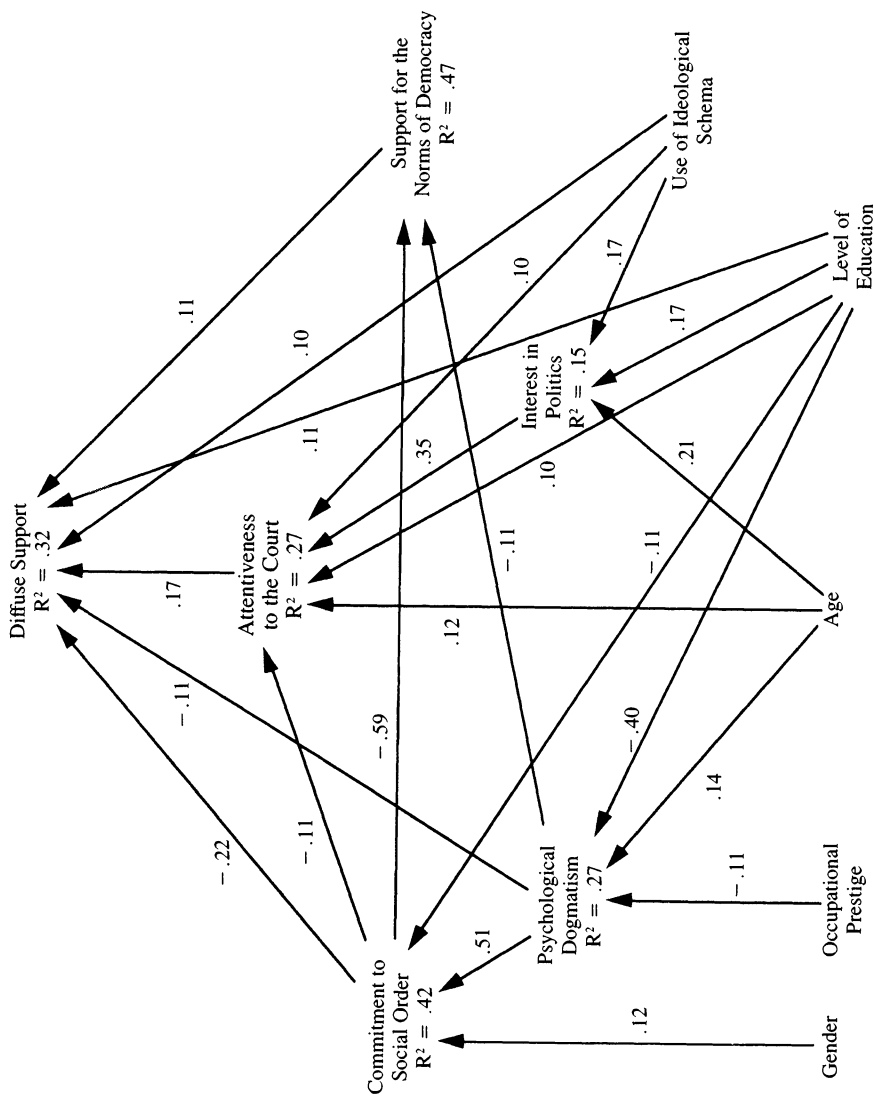 Diffuse Support
R² = .32
Support for the
Norms of Democracy
R² = .47
.11
.10
.11
.17
−.11
−.22
Attentiveness
to the Court
R² = .27
−.11
−.59
.35
.12
.10
.10
−.11
Commitment to
Social Order
R² = .42
.51
Interest in
Politics
R² = .15
.17
.17
.21
−.11
−.40
Psychological
Dogmatism
R² = .27
.14
−.11
.12
Use of Ideological
Schema
Level of
Education
Age
Occupational
Prestige
Gender